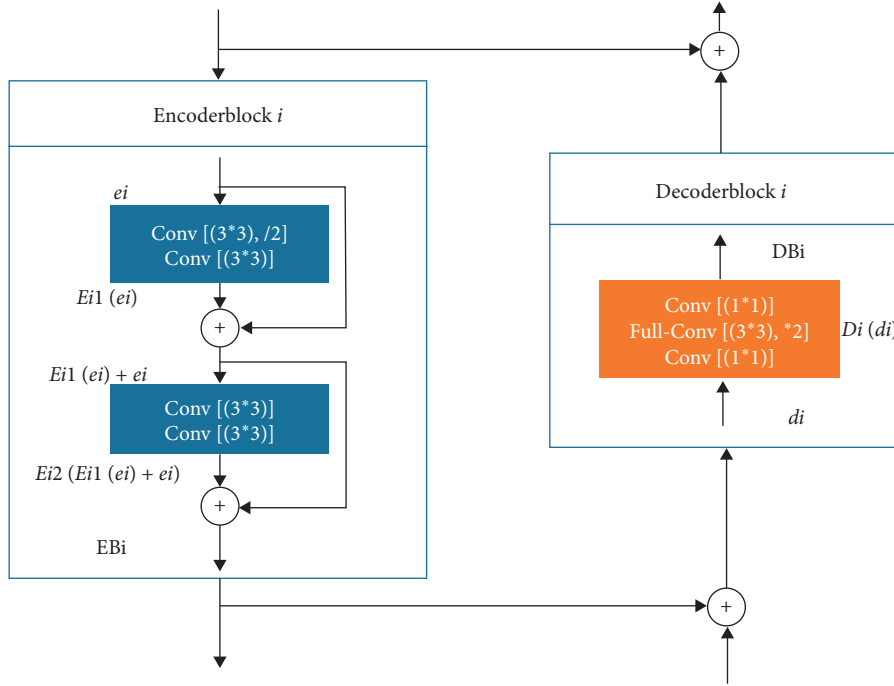 +
Encoderblock i
ei
Conv [(3*3), /2]
Conv [(3*3)]
Ei1 (ei)
+
Ei1 (ei) + ei
Conv [(3*3)]
Conv [(3*3)]
Ei2 (Ei1 (ei) + ei)
+
EBi
Decoderblock i
DBi
Conv [(1*1)]
Full-Conv [(3*3), *2]
Conv [(1*1)]
Di (di)
di
+